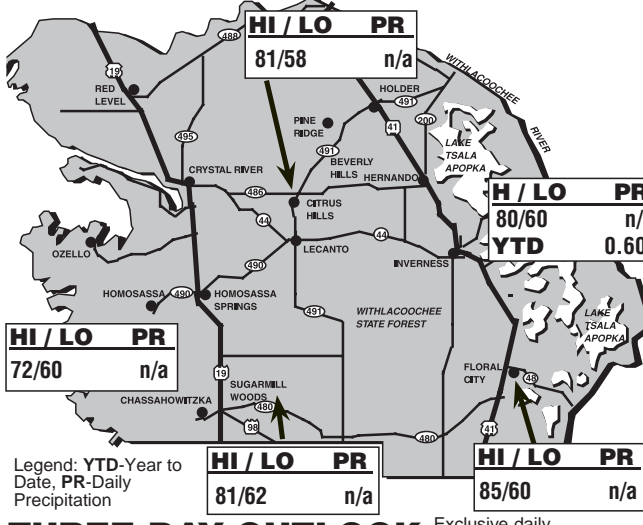 HI / LO PR
81/58 n/a
488
19
RED
LEVEL
HOLDER
WITHLACOOCHEE
RIVER
491
PINE
RIDGE
41
200
495
491
LAKE
TSALA
APOPKA
BEVERLY
HILLS
CRYSTAL RIVER
HERNANDO
486
H / LO PR
80/60 n/
YTD 0.60
CITRUS
HILLS
44
44
OZELLO
LECANTO
INVERNESS
490
HOMOSASSA
490
HOMOSASSA
SPRINGS
491
WITHLACOOCHEE
STATE FOREST
LAKE
TSALA
APOPKA
HI / LO PR
72/60 n/a
19
SUGARMILL
WOODS
FLORAL
CITY
48
CHASSAHOWITZKA
480
98
480
41
Legend: YTD-Year to
Date, PR-Daily
Precipitation
HI / LO PR
81/62 n/a
HI / LO PR
85/60 n/a
THREE DAY OUTLOOK
Exclusive daily